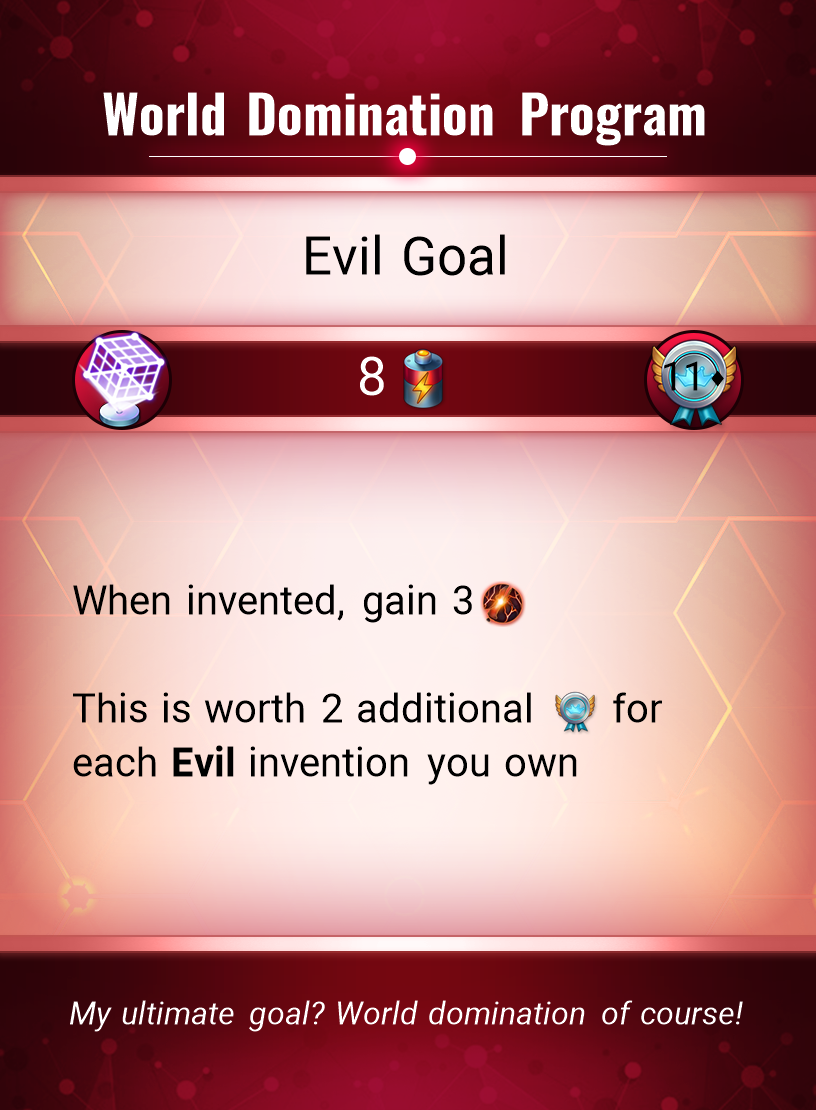 World Domination Program
Evil Goal
8
11♦
When invented, gain 3
This is worth 2 additional for
each Evil invention you own
My ultimate goal? World domination of course!